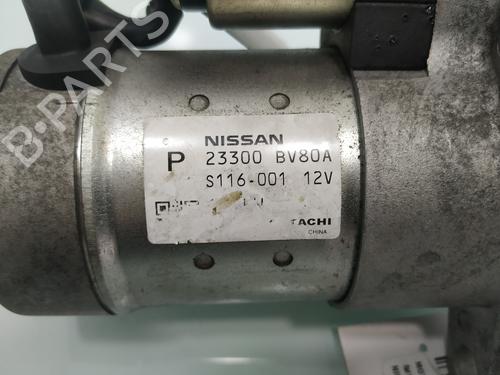 B-PARTS
NISSAN
P 23300 BV80A
S116-001 12V
TACHI
CHINA